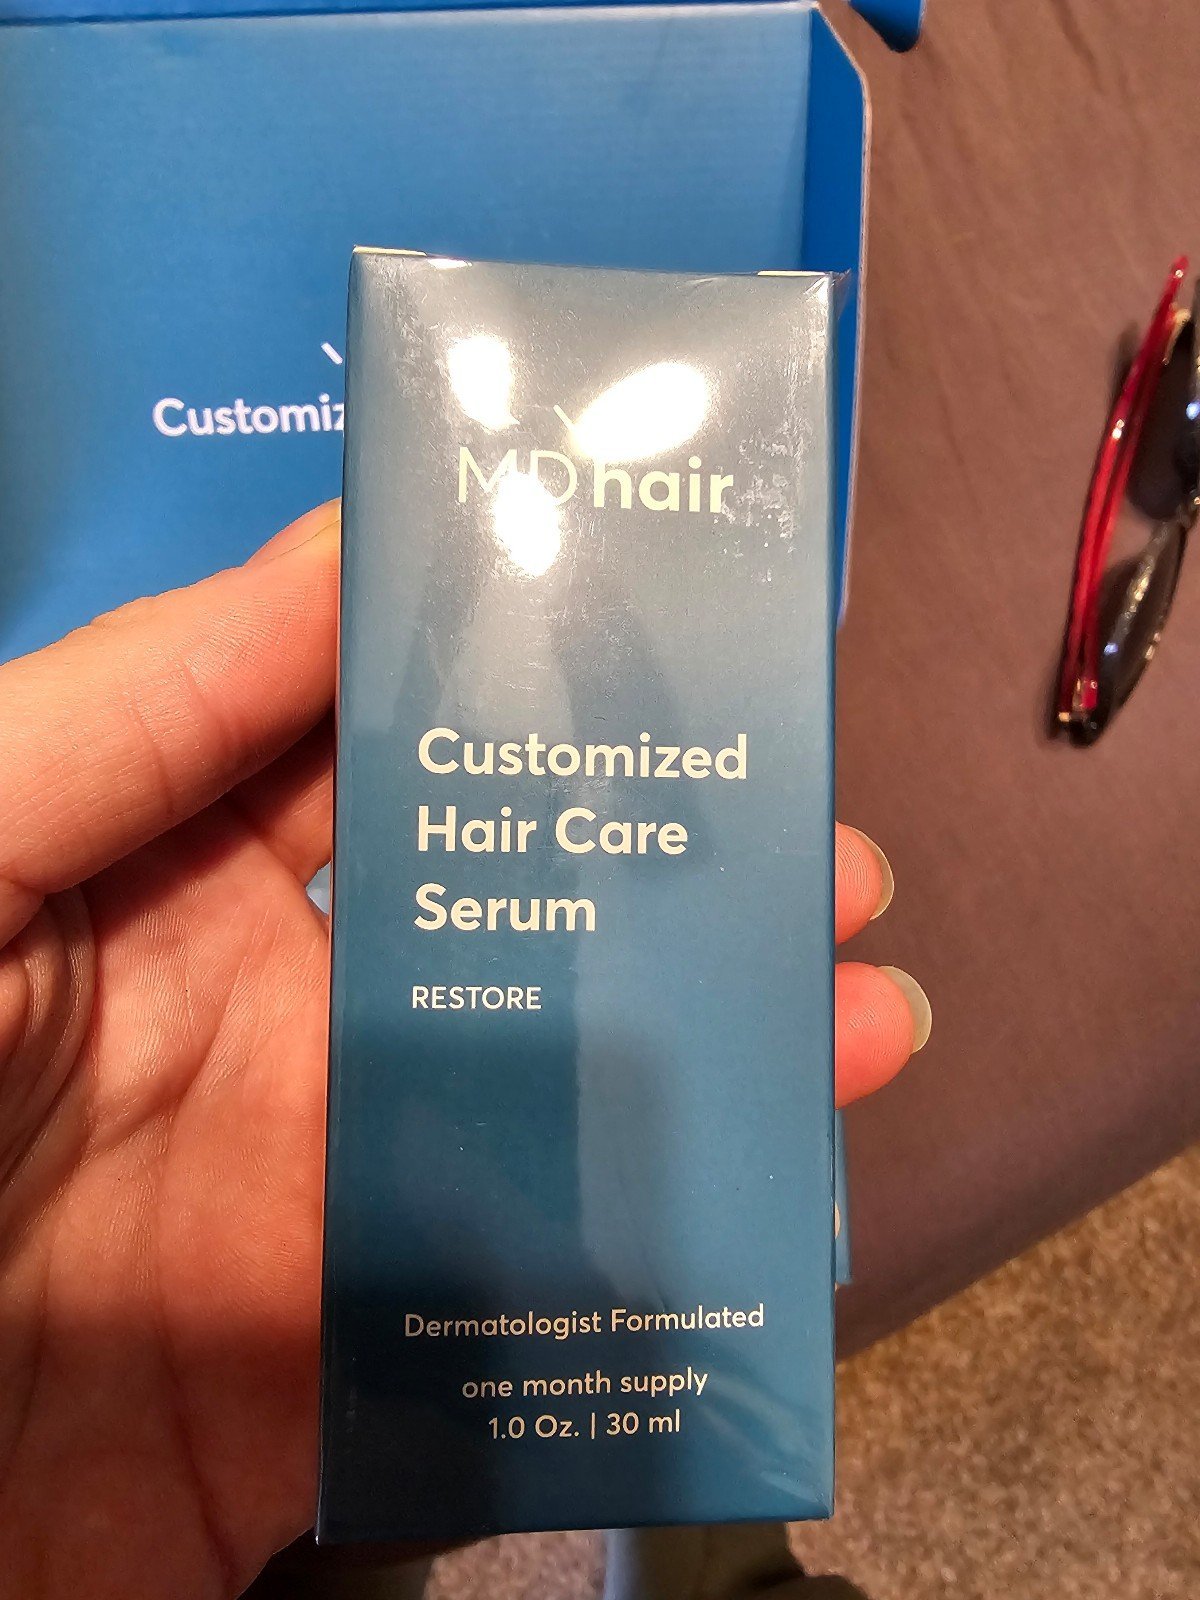 Customiz
MDhair
Customized
Hair Care
Serum
RESTORE
Dermatologist Formulated
one month supply
1.0 Oz. | 30 ml